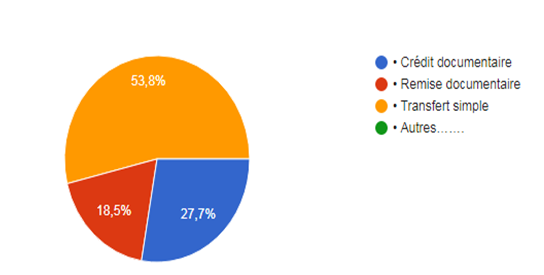 53,8%
18,5%
27,7%
• Crédit documentaire
• Remise documentaire
• Transfert simple
• Autres…….